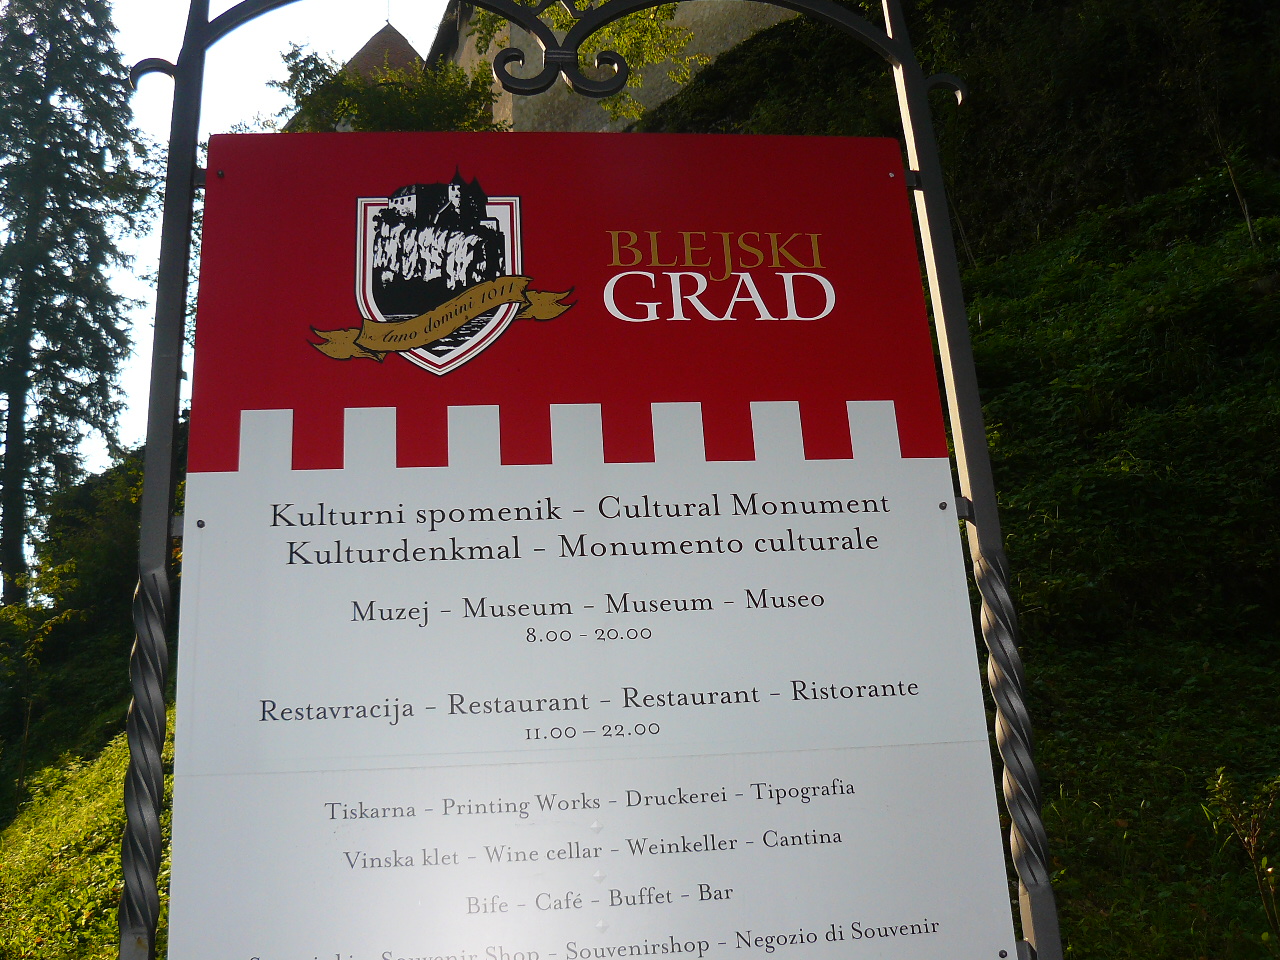 Anno domini 1011
BLEJSKI
GRAD
Kulturni spomenik – Cultural Monument
Kulturdenkmal – Monumento culturale
Muzej – Museum – Museum – Museo
8.00 – 20.00
Restavracija – Restaurant – Restaurant – Ristorante
11.00 – 22.00
Tiskarna – Printing Works – Druckerei – Tipografia
Vinska klet – Wine cellar – Weinkeller – Cantina
Bife – Café – Buffet – Bar
Souvenir Shop – Souvenirshop – Negozio di Souvenir